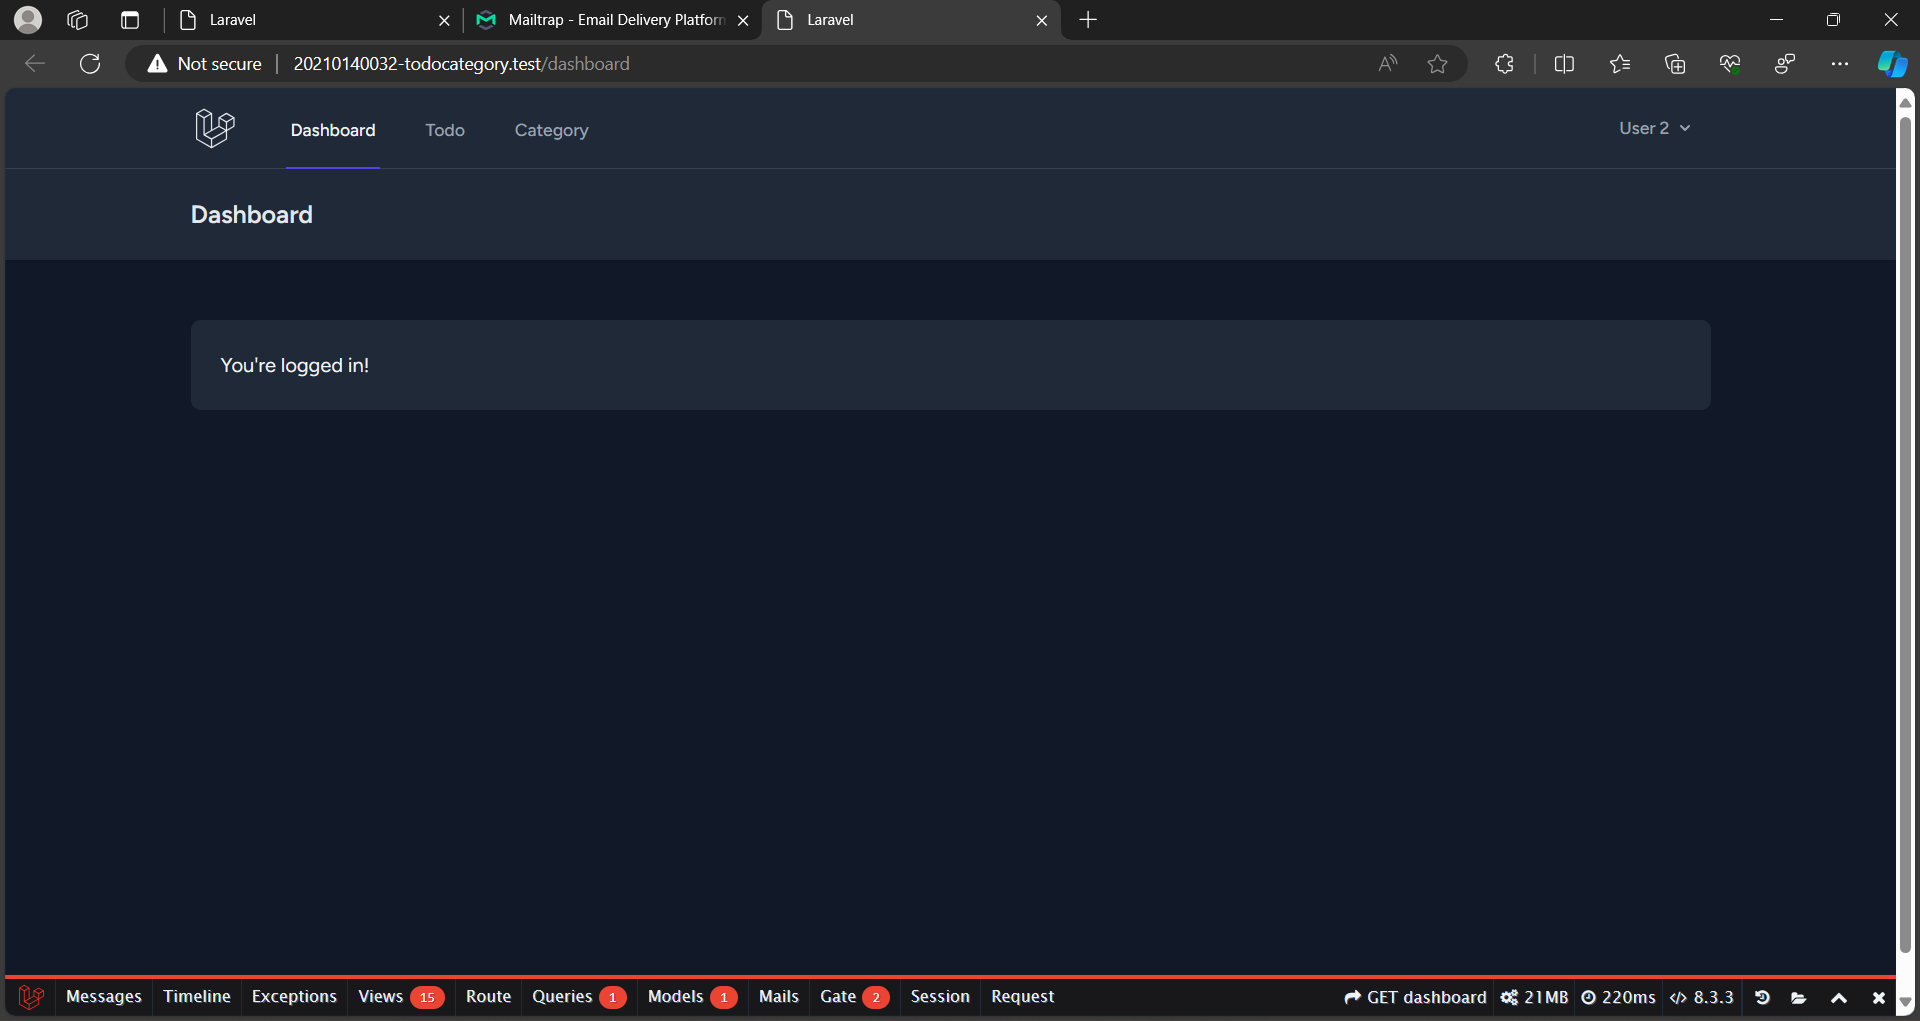 Laravel
Mailtrap - Email Delivery Platform
Laravel
Not secure
20210140032-todocategory.test/dashboard
Dashboard
Todo
Category
User 2
Dashboard
You're logged in!
Messages
Timeline
Exceptions
Views 15
Route
Queries 1
Models 1
Mails
Gate 2
Session
Request
GET dashboard
21MB
220ms
8.3.3